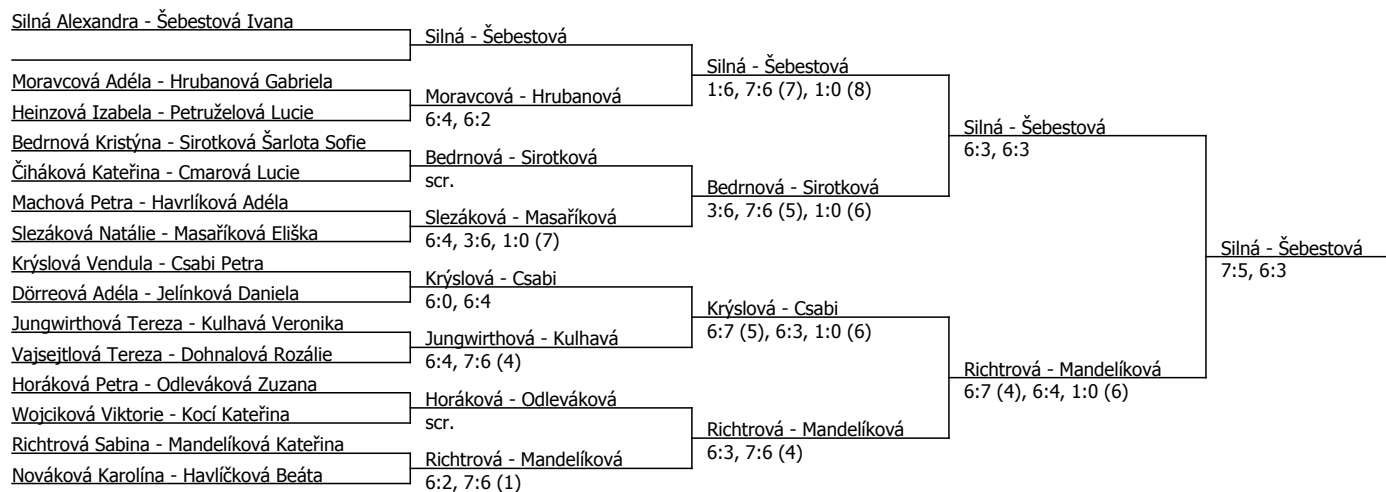 Silná Alexandra - Šebestová Ivana
Moravcová Adéla - Hrubanová Gabriela
Heinzová Izabela - Petruželová Lucie
Bedrnová Kristýna - Sirotková Šarlota Sofie
Čiháková Kateřina - Cmarová Lucie
Machová Petra - Havrlíková Adéla
Slezáková Natálie - Masaříková Eliška
Krýslová Vendula - Csabi Petra
Dörreová Adéla - Jelínková Daniela
Jungwirthová Tereza - Kulhavá Veronika
Vajsejtlová Tereza - Dohnalová Rozálie
Horáková Petra - Odleváková Zuzana
Wojciková Viktorie - Kocí Kateřina
Richtrová Sabina - Mandelíková Kateřina
Nováková Karolína - Havlíčková Beáta
Silná - Šebestová
Moravcová - Hrubanová
6:4, 6:2
Bedrnová - Sirotková
scr.
Slezáková - Masaříková
6:4, 3:6, 1:0 (7)
Krýslová - Csabi
6:0, 6:4
Jungwirthová - Kulhavá
6:4, 7:6 (4)
Horáková - Odleváková
scr.
Richtrová - Mandelíková
6:2, 7:6 (1)
Silná - Šebestová
1:6, 7:6 (7), 1:0 (8)
Bedrnová - Sirotková
3:6, 7:6 (5), 1:0 (6)
Krýslová - Csabi
6:7 (5), 6:3, 1:0 (6)
Richtrová - Mandelíková
6:3, 7:6 (4)
Silná - Šebestová
6:3, 6:3
Richtrová - Mandelíková
6:7 (4), 6:4, 1:0 (6)
Silná - Šebestová
7:5, 6:3